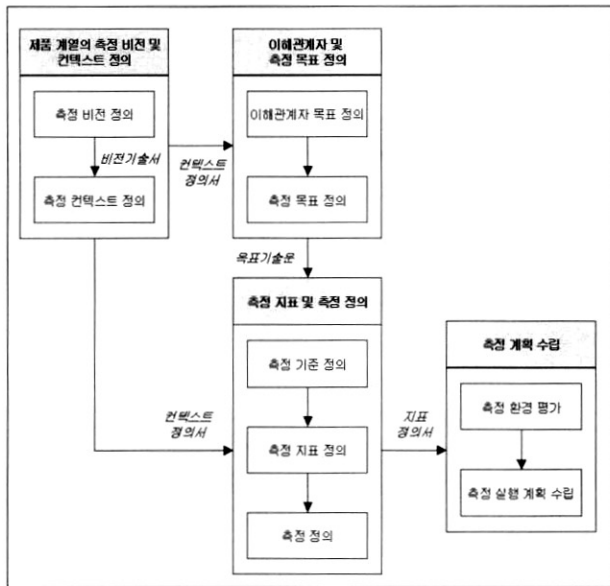 제품 계열의 측정 비전 및
컨텍스트 정의
측정 비전 정의
비전기술서
측정 컨텍스트 정의
컨텍스트
정의서
이해관계자 및
측정 목표 정의
이해관계자 목표 정의
측정 목표 정의
목표기술문
측정 지표 및 측정 정의
측정 기준 정의
컨텍스트
정의서
측정 지표 정의
측정 정의
지표
정의서
측정 계획 수립
측정 환경 평가
측정 실행 계획 수립